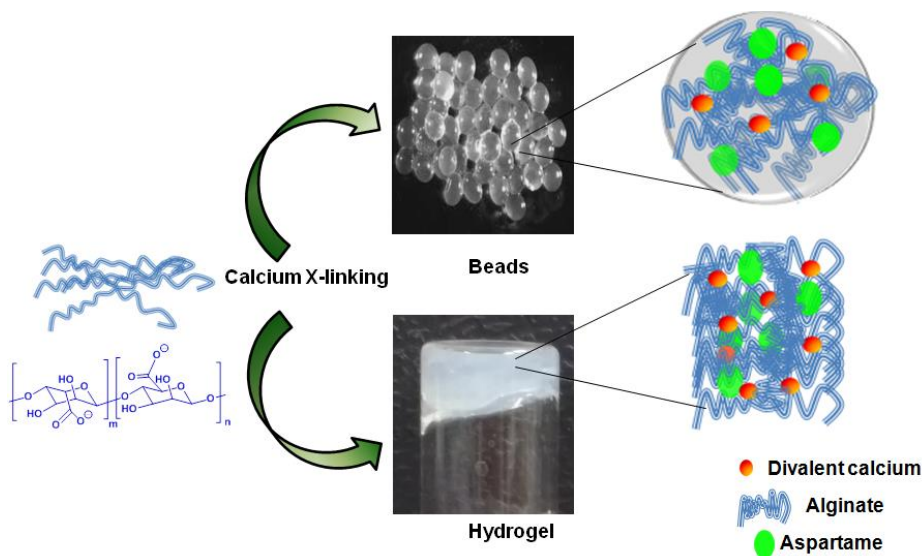 Calcium X-linking
Beads
Hydrogel
HO
O
O
O
HO
O
O
m
O
O
HO
HO
O
O
n
Divalent calcium
Alginate
Aspartame